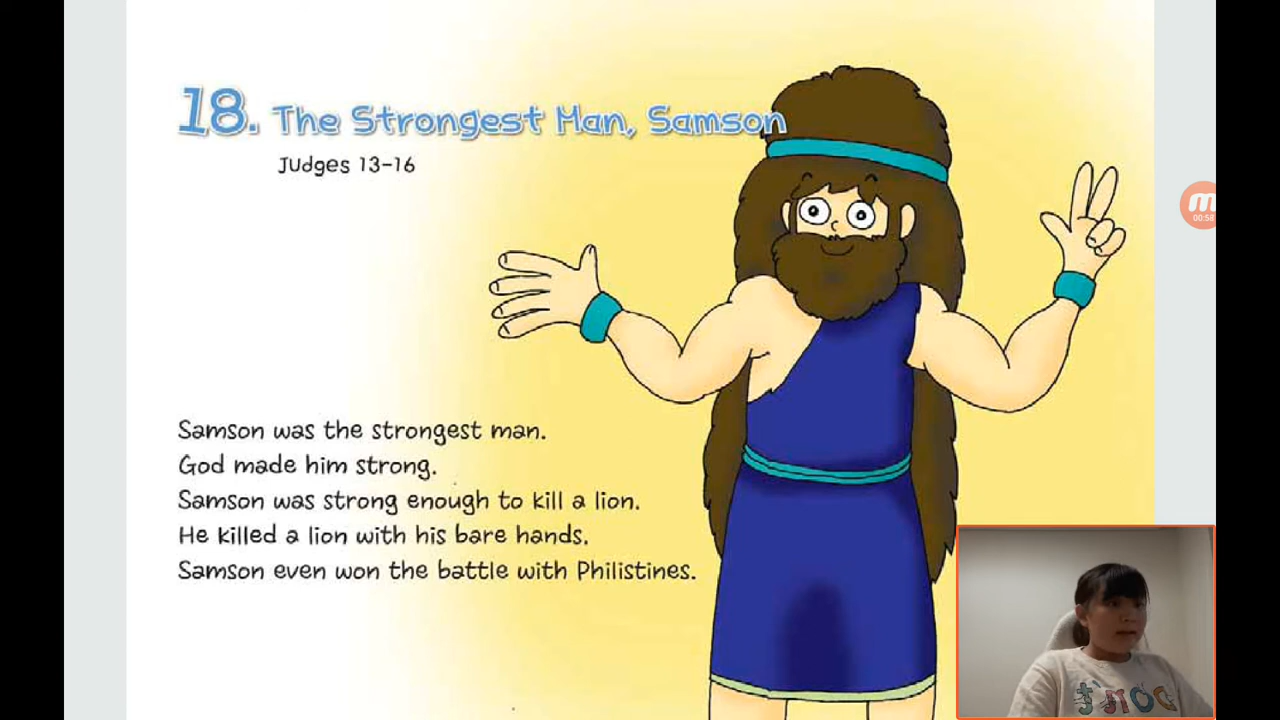 18. The Strongest Man, Samson
Judges 13-16
Samson was the strongest man.
God made him strong.
Samson was strong enough to kill a lion.
He killed a lion with his bare hands.
Samson even won the battle with Philistines.
00:58